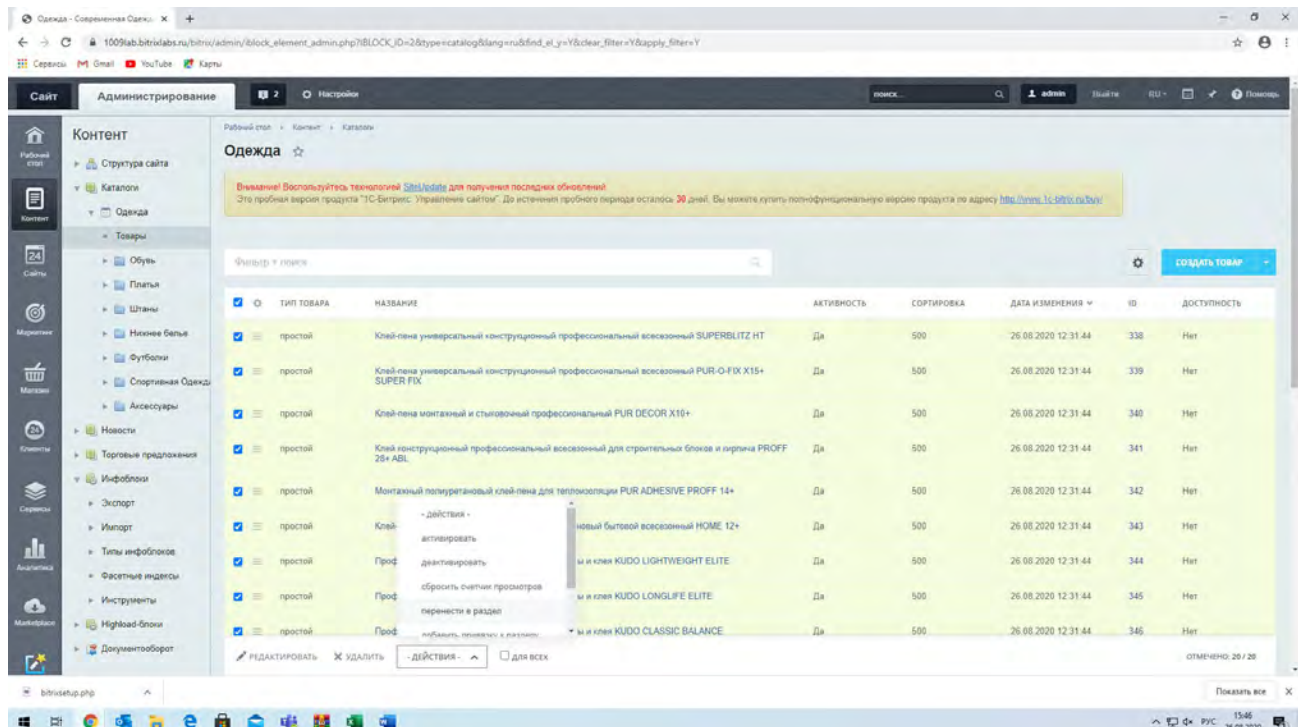 Одежда - Современная Одежд
1009lab.bitrixlabs.ru/bitrix/admin/iblock_element_admin.php?IBLOCK_ID=2&type=catalog&lang=ru&find_el_y=Y&clear_filter=Y&apply_filter=Y
Сервисы Gmail YouTube Карты
Сайт Администрирование 2 Настройки поиск... admin Выйти RU Помощь
Рабочий стол
Контент
Сайты
Маркетинг
Магазин
Клиенты
Сервисы
Аналитика
Marketplace
Контент
Структура сайта
Каталоги
Одежда
Товары
Обувь
Платья
Штаны
Нижнее белье
Футболки
Спортивная Одежда
Аксессуары
Новости
Торговые предложения
Инфоблоки
Экспорт
Импорт
Типы инфоблоков
Фасетные индексы
Инструменты
Highload-блоки
Документооборот
Рабочий стол Контент Каталоги
Одежда
Внимание! Воспользуйтесь технологией SiteUpdate для получения последних обновлений.
Это пробная версия продукта "1С-Битрикс: Управление сайтом". До истечения пробного периода осталось 30 дней. Вы можете купить полнофункциональную версию продукта по адресу http://www.1c-bitrix.ru/buy/
Фильтр + поиск
СОЗДАТЬ ТОВАР
ТИП ТОВАРА НАЗВАНИЕ АКТИВНОСТЬ СОРТИРОВКА ДАТА ИЗМЕНЕНИЯ ID ДОСТУПНОСТЬ
простой Клей-пена универсальный конструкционный профессиональный всесезонный SUPERBLITZ HT Да 500 26.08.2020 12:31:44 338 Нет
простой Клей-пена универсальный конструкционный профессиональный всесезонный PUR-O-FIX X15+ SUPER FIX Да 500 26.08.2020 12:31:44 339 Нет
простой Клей-пена монтажный и стыковочный профессиональный PUR DECOR X10+ Да 500 26.08.2020 12:31:44 340 Нет
простой Клей конструкционный профессиональный всесезонный для строительных блоков и кирпича PROFF 28+ ABL Да 500 26.08.2020 12:31:44 341 Нет
простой Монтажный полиуретановый клей-пена для теплоизоляции PUR ADHESIVE PROFF 14+ Да 500 26.08.2020 12:31:44 342 Нет
простой Клей- новый бытовой всесезонный HOME 12+ Да 500 26.08.2020 12:31:44 343 Нет
простой Проф ы и клея KUDO LIGHTWEIGHT ELITE Да 500 26.08.2020 12:31:44 344 Нет
простой Проф ы и клея KUDO LONGLIFE ELITE Да 500 26.08.2020 12:31:44 345 Нет
простой Проф ы и клея KUDO CLASSIC BALANCE Да 500 26.08.2020 12:31:44 346 Нет
- действия -
активировать
деактивировать
сбросить счетчик просмотров
перенести в раздел
добавить привязку к разделу
РЕДАКТИРОВАТЬ УДАЛИТЬ - ДЕЙСТВИЯ - ДЛЯ ВСЕХ ОТМЕЧЕНО: 20 / 20
bitrixsetup.php Показать все
РУС 15:46
26.08.2020